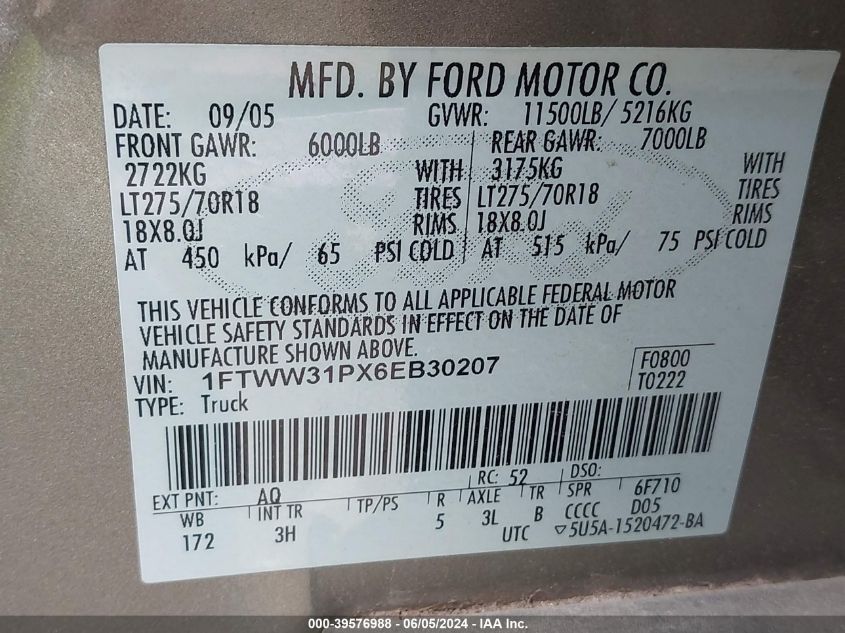 MFD. BY FORD MOTOR CO.
DATE: 09/05 GVWR: 11500LB/ 5216KG
FRONT GAWR: 6000LB REAR GAWR: 7000LB
2722KG WITH 3175KG WITH
LT275/70R18 TIRES LT275/70R18 TIRES
18X8.0J RIMS 18X8.0J RIMS
AT 450 kPa/ 65 PSI COLD AT 515 kPa/ 75 PSI COLD
THIS VEHICLE CONFORMS TO ALL APPLICABLE FEDERAL MOTOR
VEHICLE SAFETY STANDARDS IN EFFECT ON THE DATE OF
MANUFACTURE SHOWN ABOVE.
VIN: 1FTWW31PX6EB30207 F0800
TYPE: Truck T0222
EXT PNT: AQ RC: 52 DSO:
WB INT TR TP/PS R AXLE TR SPR 6F710
172 3H 5 3L B CCCC D05
UTC ▽5U5A-1520472-BA
000-39576988 - 06/05/2024 - IAA Inc.